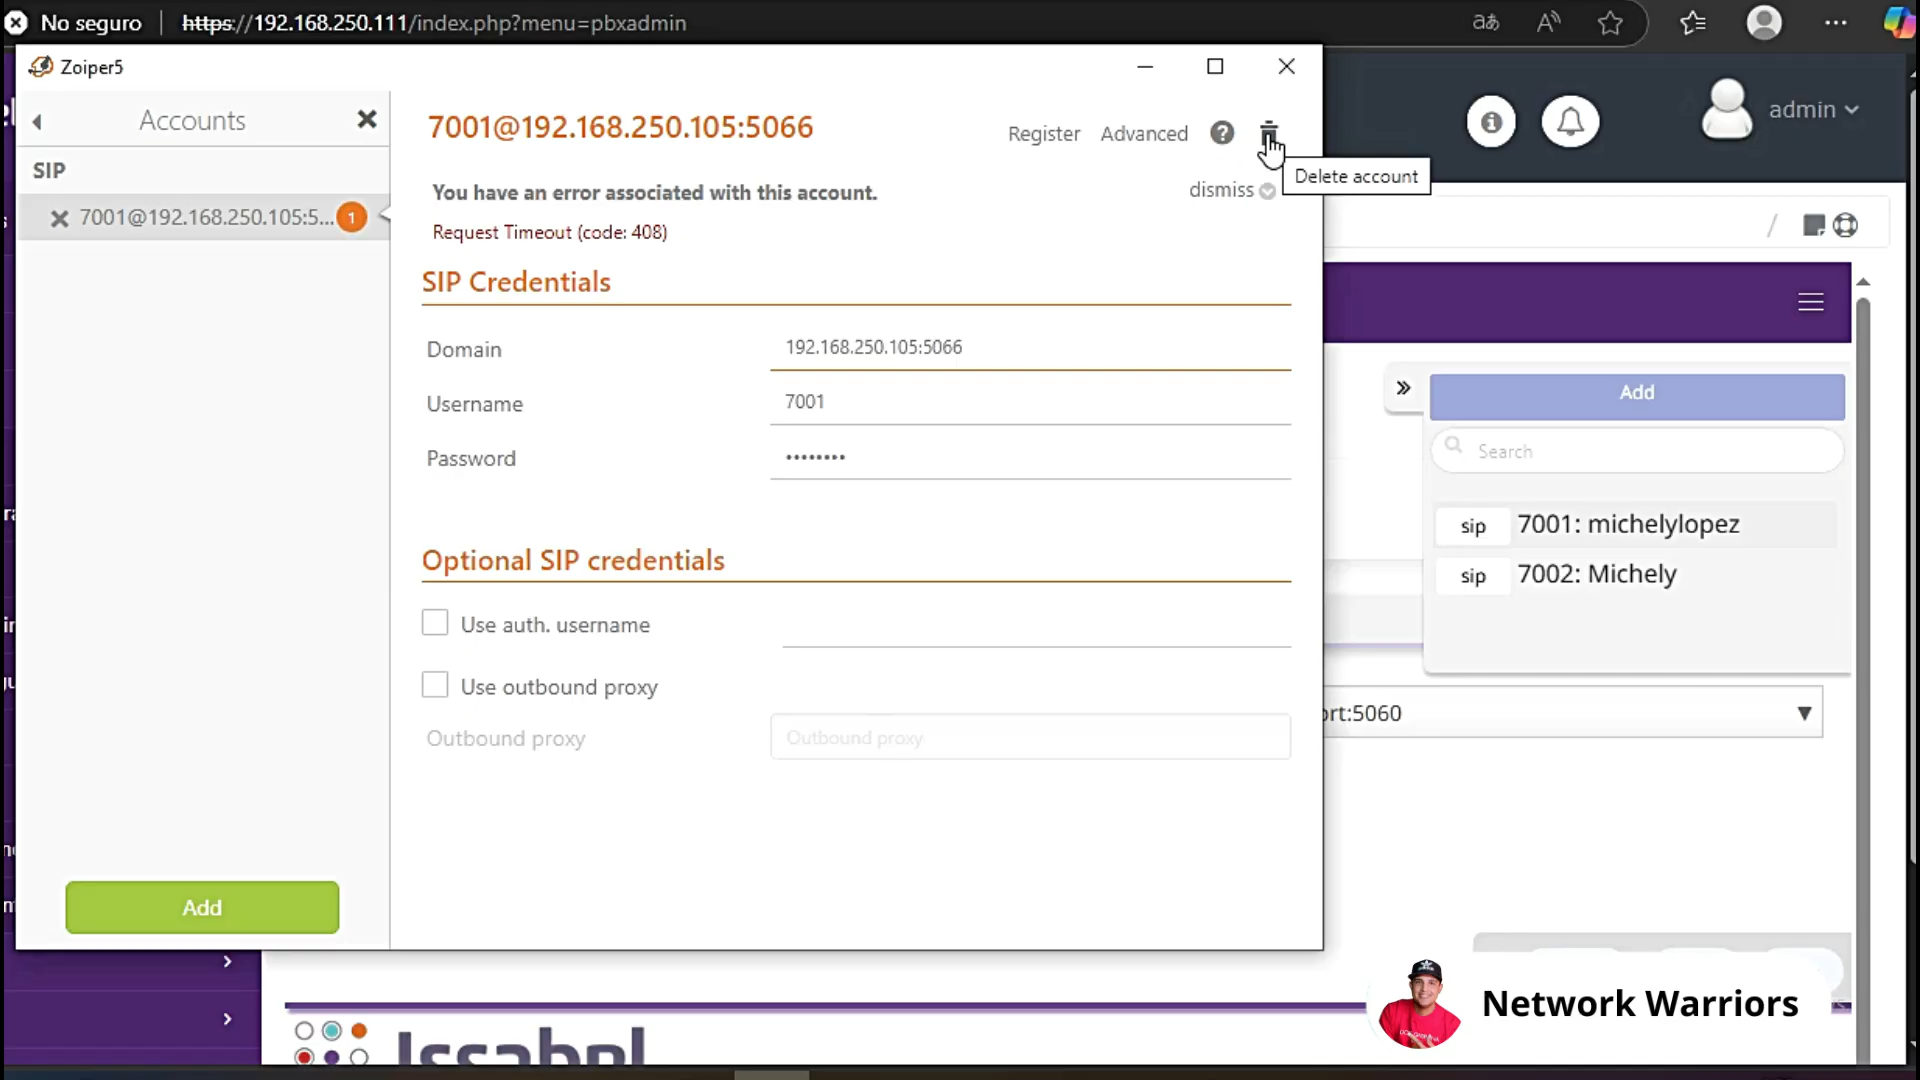 No seguro
https://192.168.250.111/index.php?menu=pbxadmin
Zoiper5
Accounts
SIP
7001@192.168.250.105:5...
1
Add
7001@192.168.250.105:5066
Register
Advanced
Delete account
You have an error associated with this account.
dismiss
Request Timeout (code: 408)
SIP Credentials
Domain
192.168.250.105:5066
Username
7001
Password
••••••••
Optional SIP credentials
Use auth. username
Use outbound proxy
Outbound proxy
Outbound proxy
admin
Add
Search
sip 7001: michelylopez
sip 7002: Michely
ort:5060
Issabel
Network Warriors